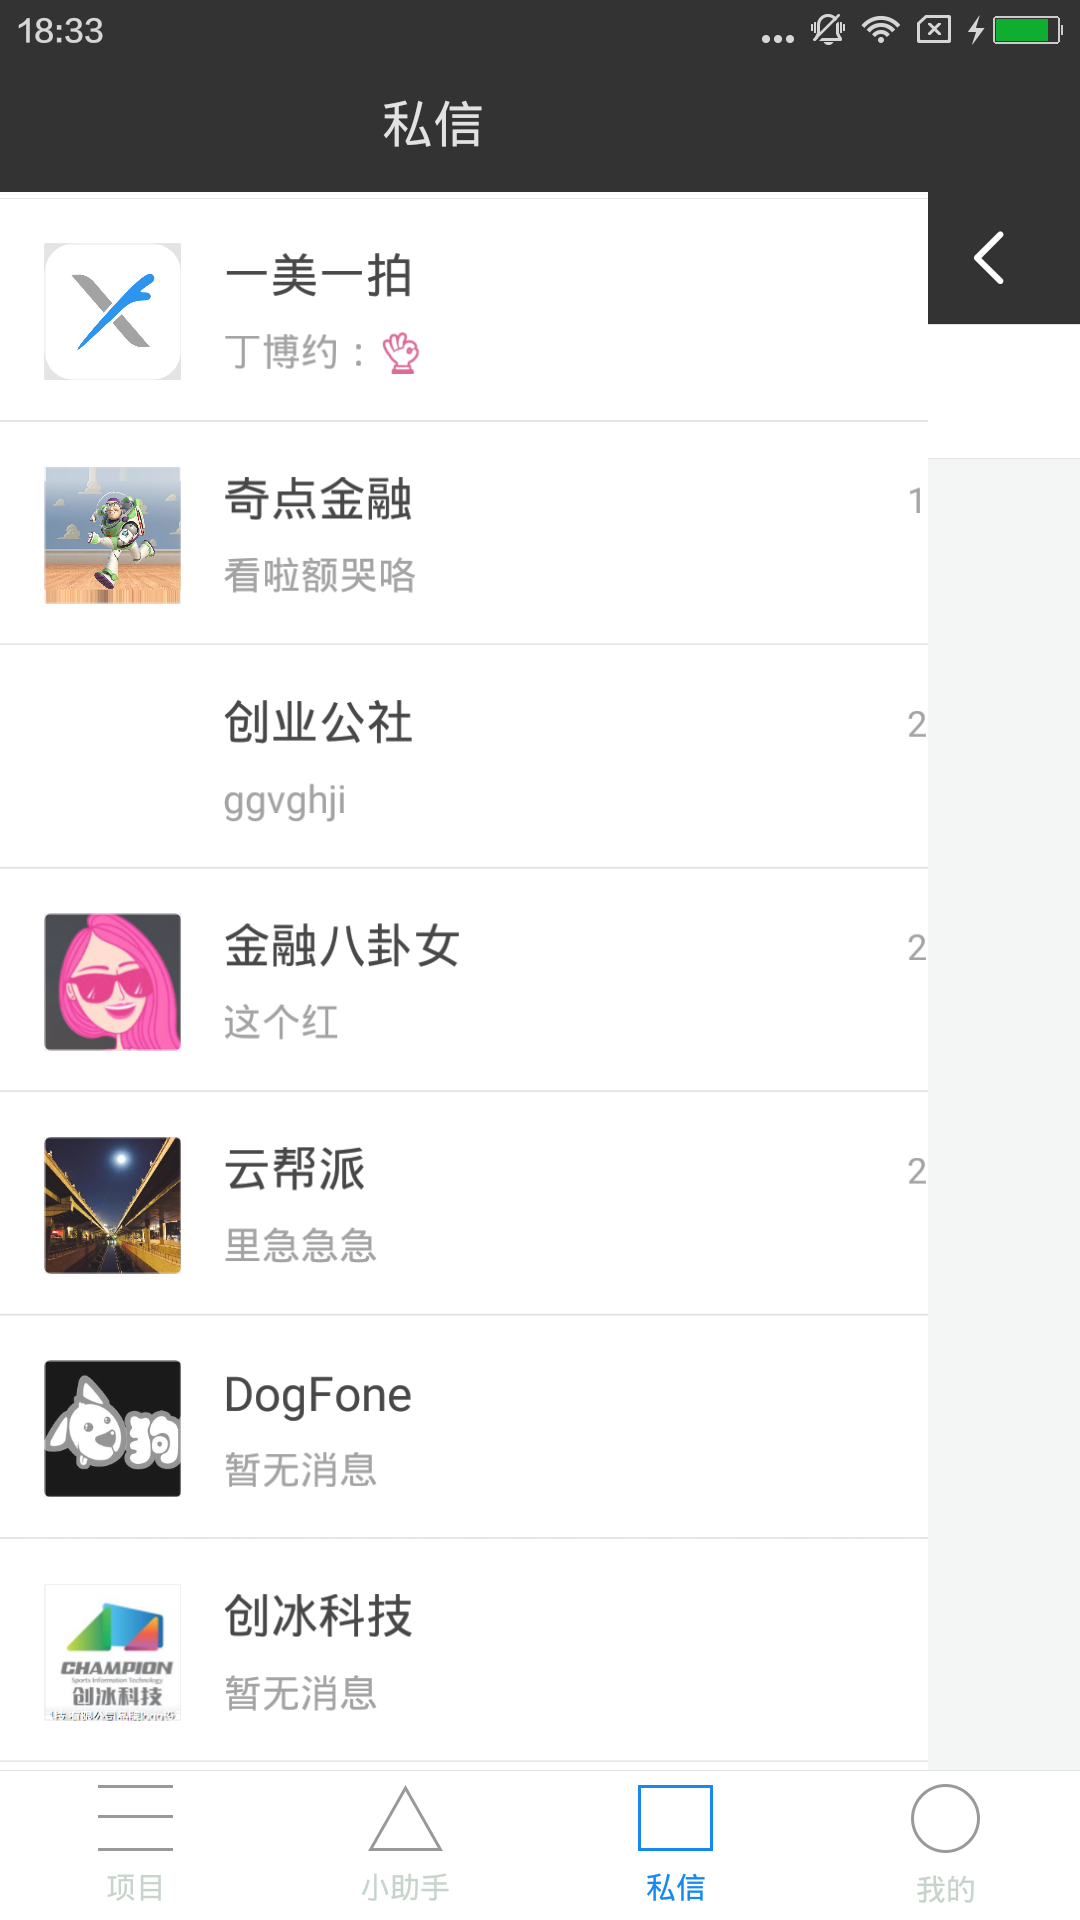 18:33
私信
一美一拍
丁博约：
奇点金融
1
看啦额哭咯
创业公社
2
ggvghji
金融八卦女
2
这个红
云帮派
2
里急急急
DogFone
暂无消息
狗
创冰科技
暂无消息
CHAMPION
Sports Information Technology
创冰科技
项目
小助手
私信
我的